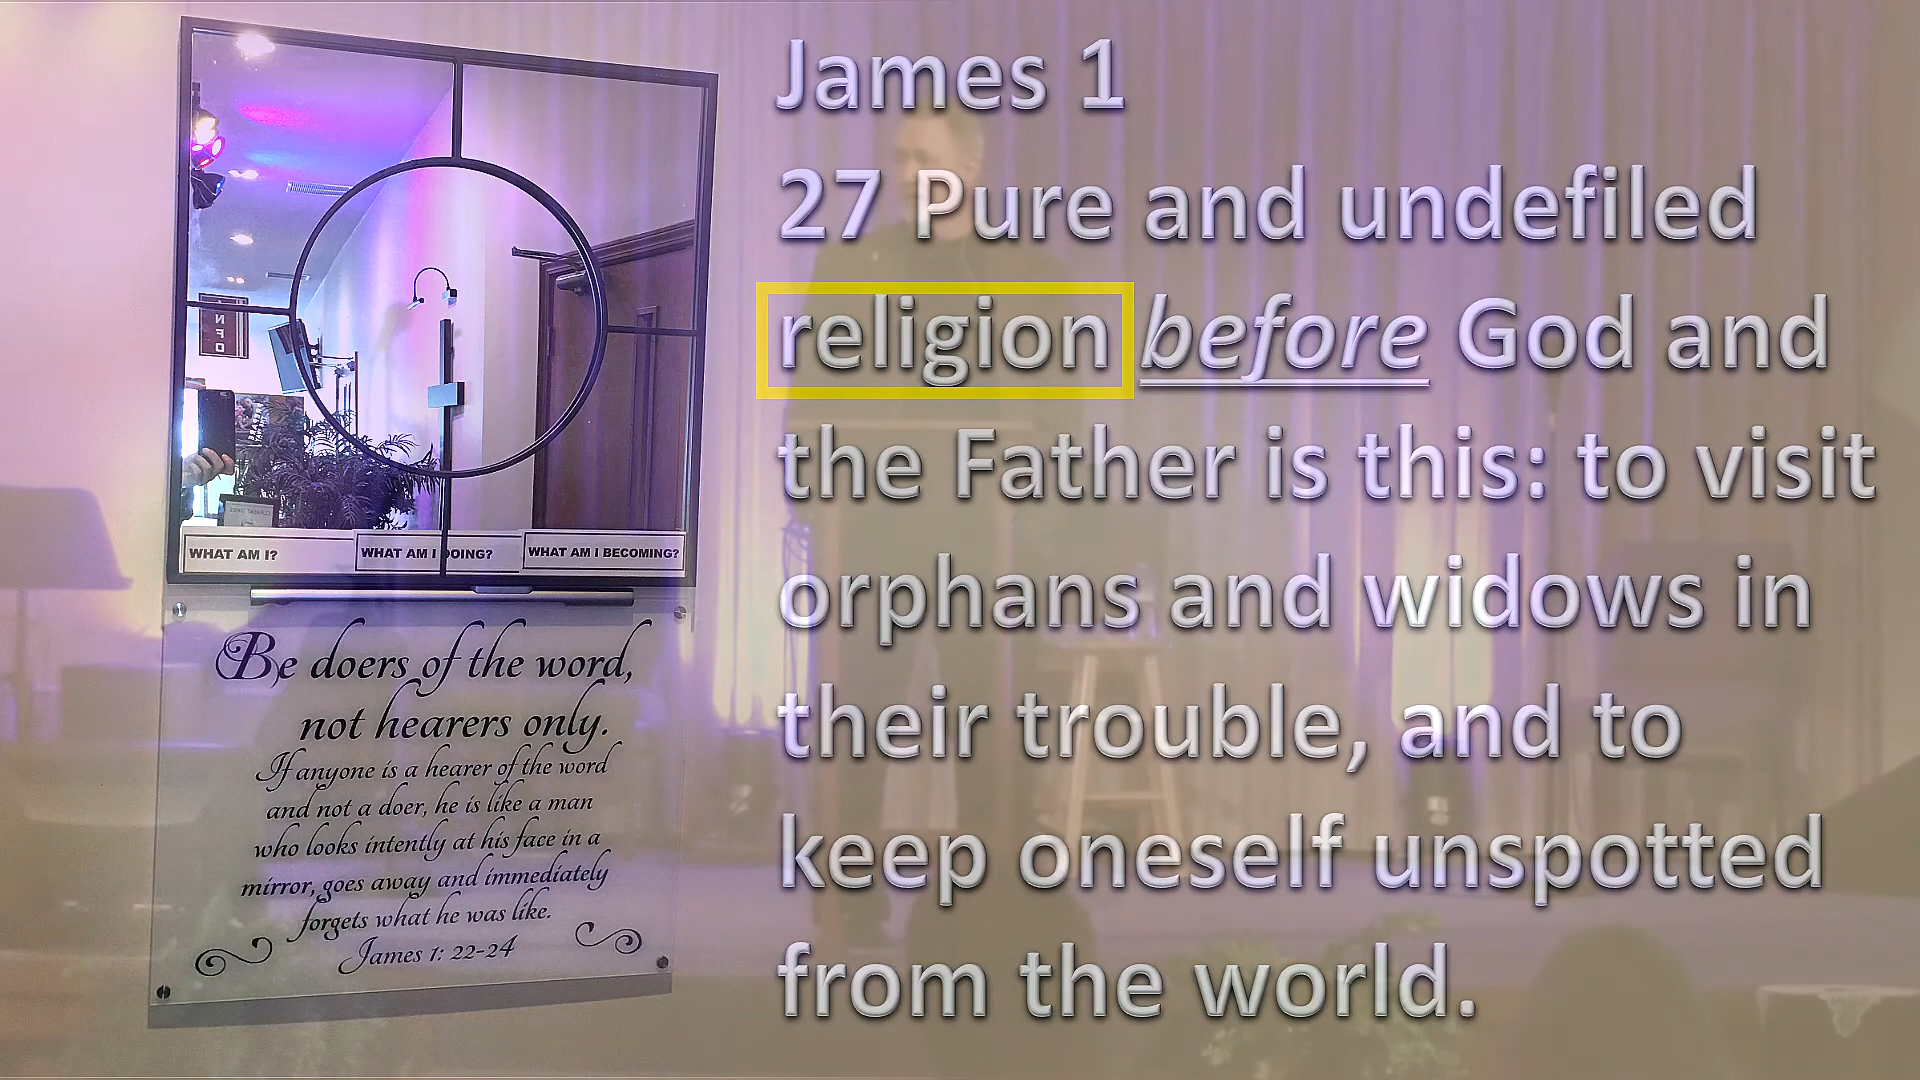 James 1
27 Pure and undefiled
religion before God and
the Father is this: to visit
orphans and widows in
their trouble, and to
keep oneself unspotted
from the world.
INFO
WHAT AM I?
WHAT AM I DOING?
WHAT AM I BECOMING?
Be doers of the word,
not hearers only.
If anyone is a hearer of the word
and not a doer, he is like a man
who looks intently at his face in a
mirror, goes away and immediately
forgets what he was like.
James 1: 22-24